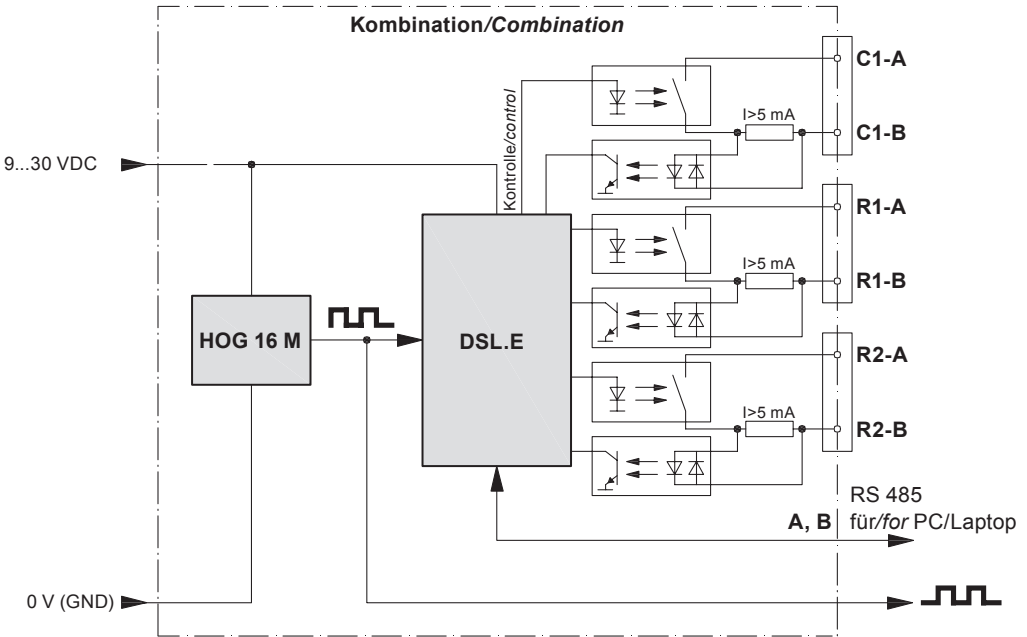 Kombination/Combination
C1-A
I>5 mA
C1-B
Kontrolle/control
9...30 VDC
R1-A
I>5 mA
R1-B
HOG 16 M
DSL.E
R2-A
I>5 mA
R2-B
RS 485
A, B für/for PC/Laptop
0 V (GND)